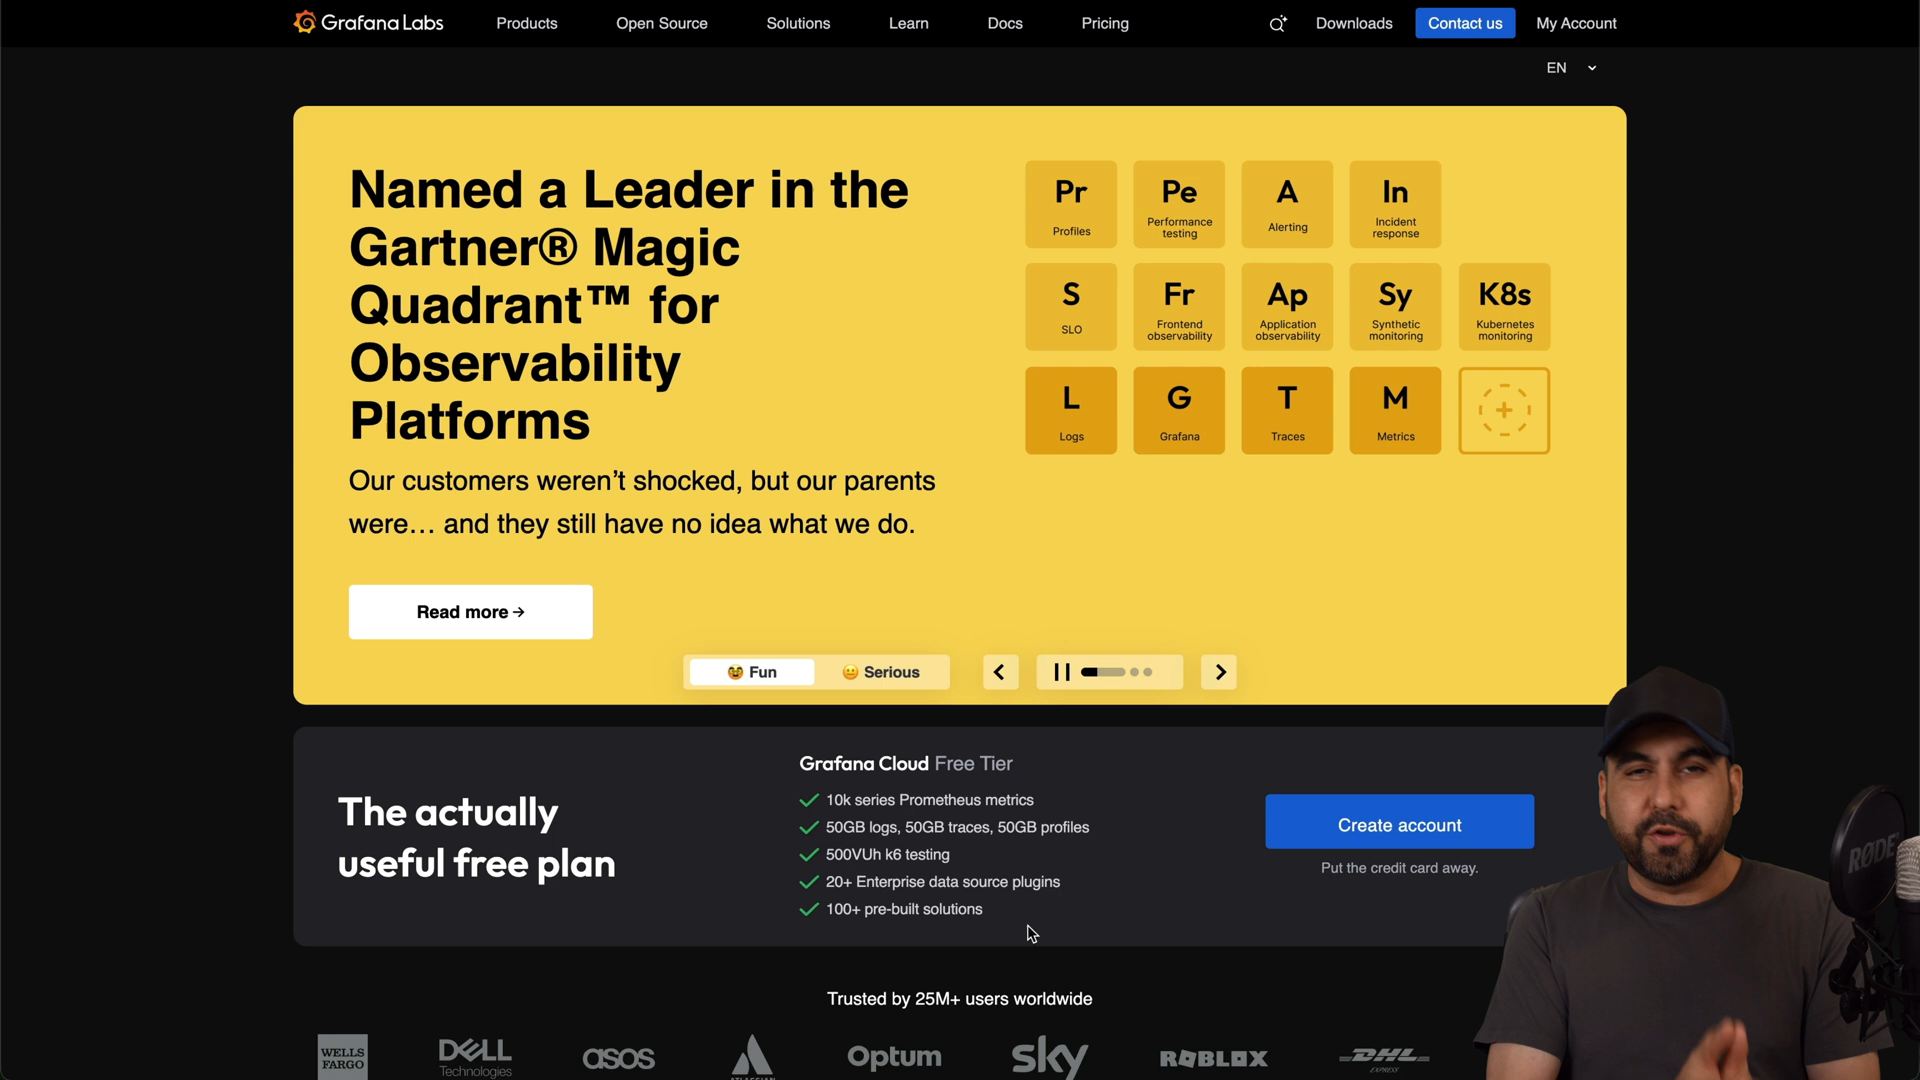 Grafana Labs
Products
Open Source
Solutions
Learn
Docs
Pricing
Downloads
Contact us
My Account
EN
Named a Leader in the
Gartner® Magic
Quadrant™ for
Observability
Platforms
Our customers weren't shocked, but our parents
were... and they still have no idea what we do.
Read more →
Pr
Profiles
Pe
Performance
testing
A
Alerting
In
Incident
response
S
SLO
Fr
Frontend
observability
Ap
Application
observability
Sy
Synthetic
monitoring
K8s
Kubernetes
monitoring
L
Logs
G
Grafana
T
Traces
M
Metrics
Fun
Serious
The actually
useful free plan
Grafana Cloud Free Tier
10k series Prometheus metrics
50GB logs, 50GB traces, 50GB profiles
500VUh k6 testing
20+ Enterprise data source plugins
100+ pre-built solutions
Create account
Put the credit card away.
RØDE
Trusted by 25M+ users worldwide
WELLS
FARGO
DELL
Technologies
asos
ATLASSIAN
Optum
sky
ROBLOX
DHL
EXPRESS